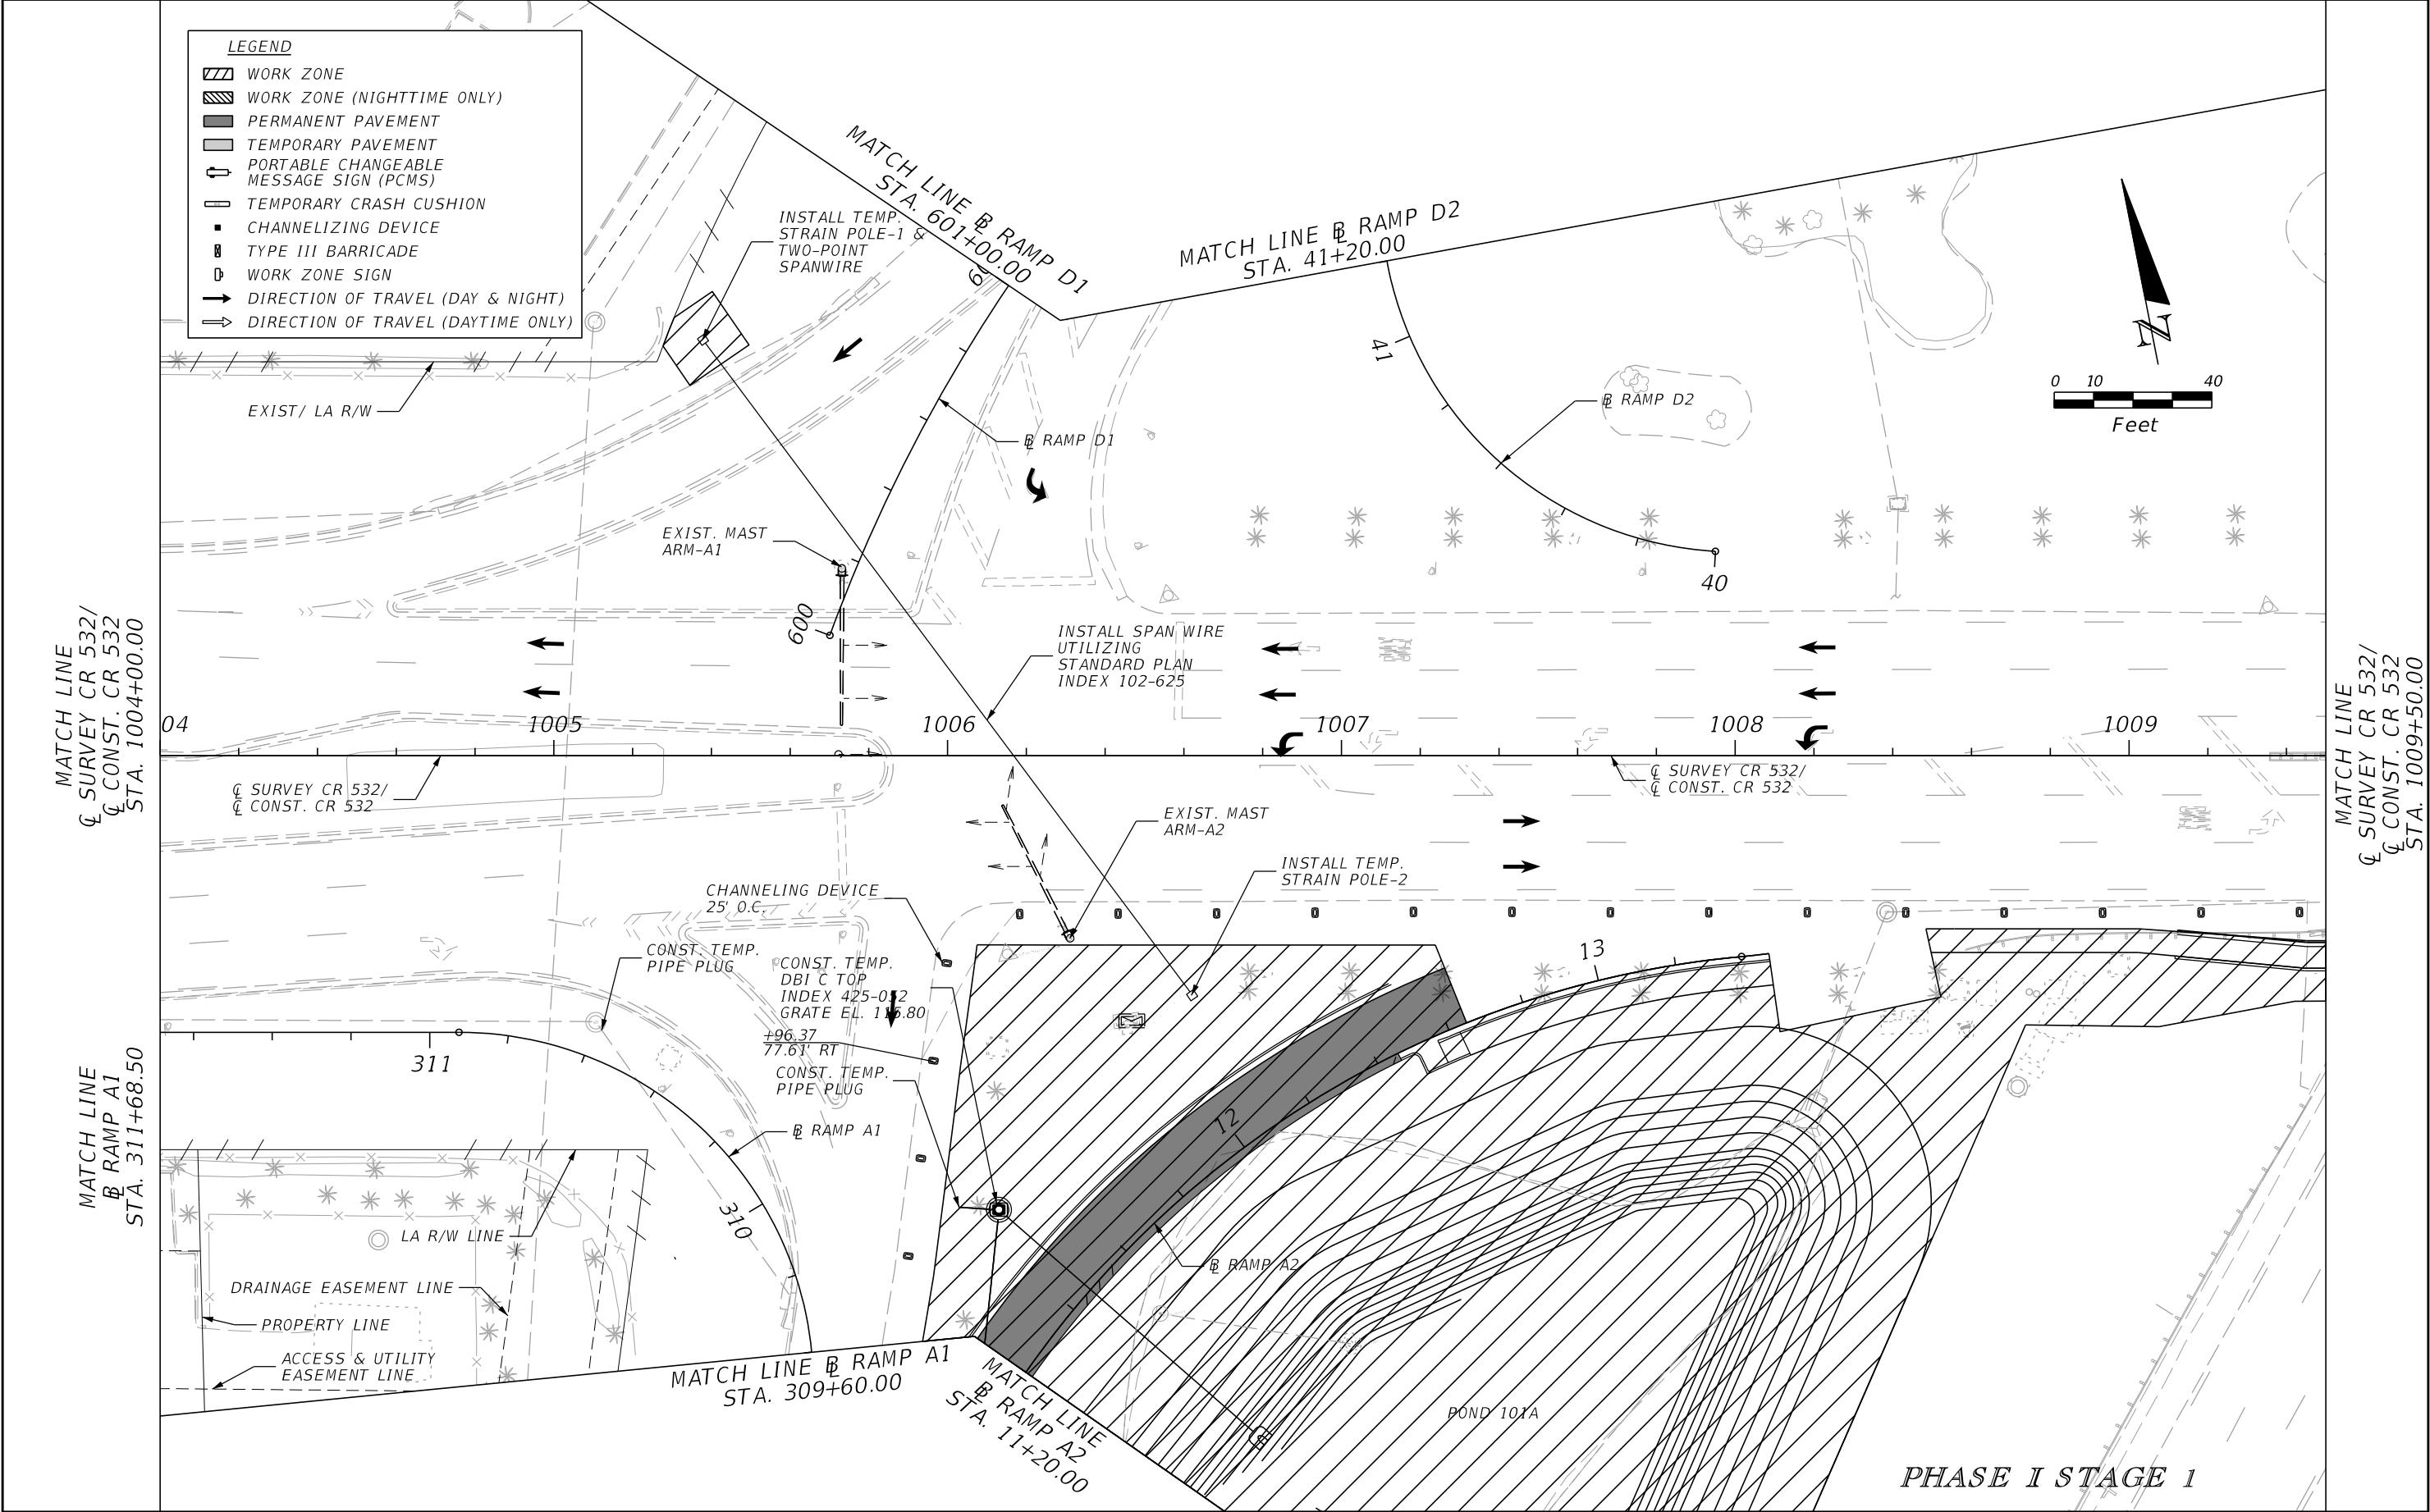 LEGEND
WORK ZONE
WORK ZONE (NIGHTTIME ONLY)
PERMANENT PAVEMENT
TEMPORARY PAVEMENT
PORTABLE CHANGEABLE
MESSAGE SIGN (PCMS)
TEMPORARY CRASH CUSHION
CHANNELIZING DEVICE
TYPE III BARRICADE
WORK ZONE SIGN
DIRECTION OF TRAVEL (DAY & NIGHT)
DIRECTION OF TRAVEL (DAYTIME ONLY)
MATCH LINE ℄ RAMP D1
STA. 601+00.00
MATCH LINE ℄ RAMP D2
STA. 41+20.00
INSTALL TEMP.
STRAIN POLE-1 &
TWO-POINT
SPANWIRE
N
0 10 40
Feet
EXIST/ LA R/W
41
℄ RAMP D2
℄ RAMP D1
40
EXIST. MAST
ARM-A1
600
INSTALL SPAN WIRE
UTILIZING
STANDARD PLAN
INDEX 102-625
MATCH LINE
℄ SURVEY CR 532/
℄ CONST. CR 532
STA. 1004+00.00
04
1005
1006
1007
1008
1009
MATCH LINE
℄ SURVEY CR 532/
℄ CONST. CR 532
STA. 1009+50.00
℄ SURVEY CR 532/
℄ CONST. CR 532
℄ SURVEY CR 532/
℄ CONST. CR 532
EXIST. MAST
ARM-A2
INSTALL TEMP.
STRAIN POLE-2
CHANNELING DEVICE
25' O.C.
CONST. TEMP.
PIPE PLUG
CONST. TEMP.
DBI C TOP
INDEX 425-052
GRATE EL. 116.80
+96.37
77.61' RT
CONST. TEMP.
PIPE PLUG
13
12
311
310
℄ RAMP A1
MATCH LINE
℄ RAMP A1
STA. 311+68.50
LA R/W LINE
℄ RAMP A2
DRAINAGE EASEMENT LINE
PROPERTY LINE
ACCESS & UTILITY
EASEMENT LINE
MATCH LINE ℄ RAMP A1
STA. 309+60.00
MATCH LINE
℄ RAMP A2
STA. 11+20.00
POND 101A
PHASE I STAGE 1